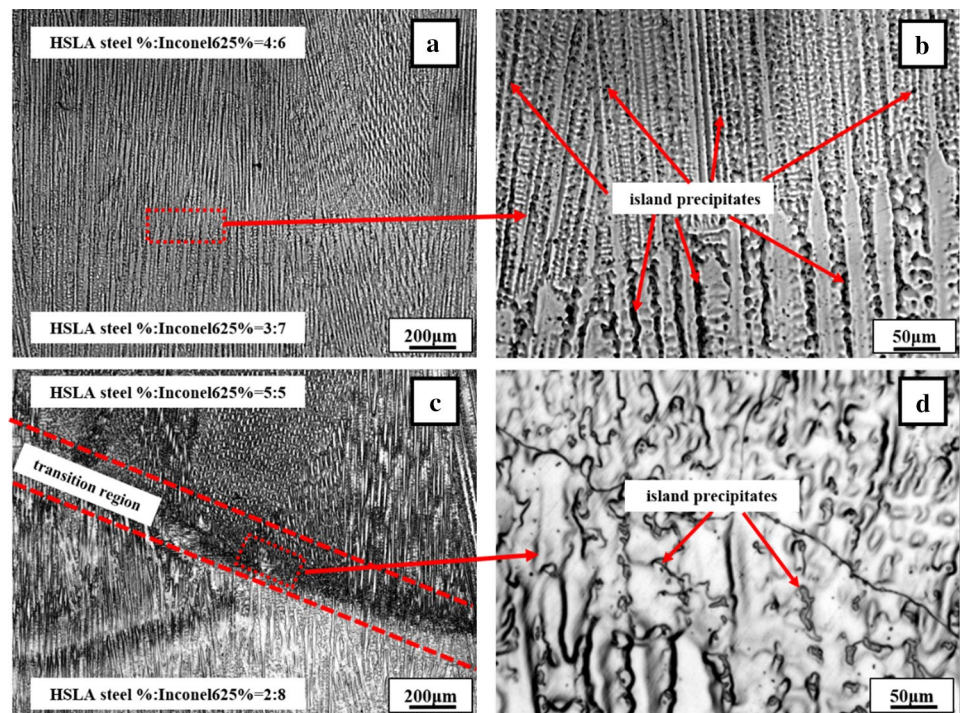 HSLA steel %:Inconel625%=4:6
a
HSLA steel %:Inconel625%=3:7
200μm
b
island precipitates
50μm
HSLA steel %:Inconel625%=5:5
c
transition region
HSLA steel %:Inconel625%=2:8
200μm
d
island precipitates
50μm